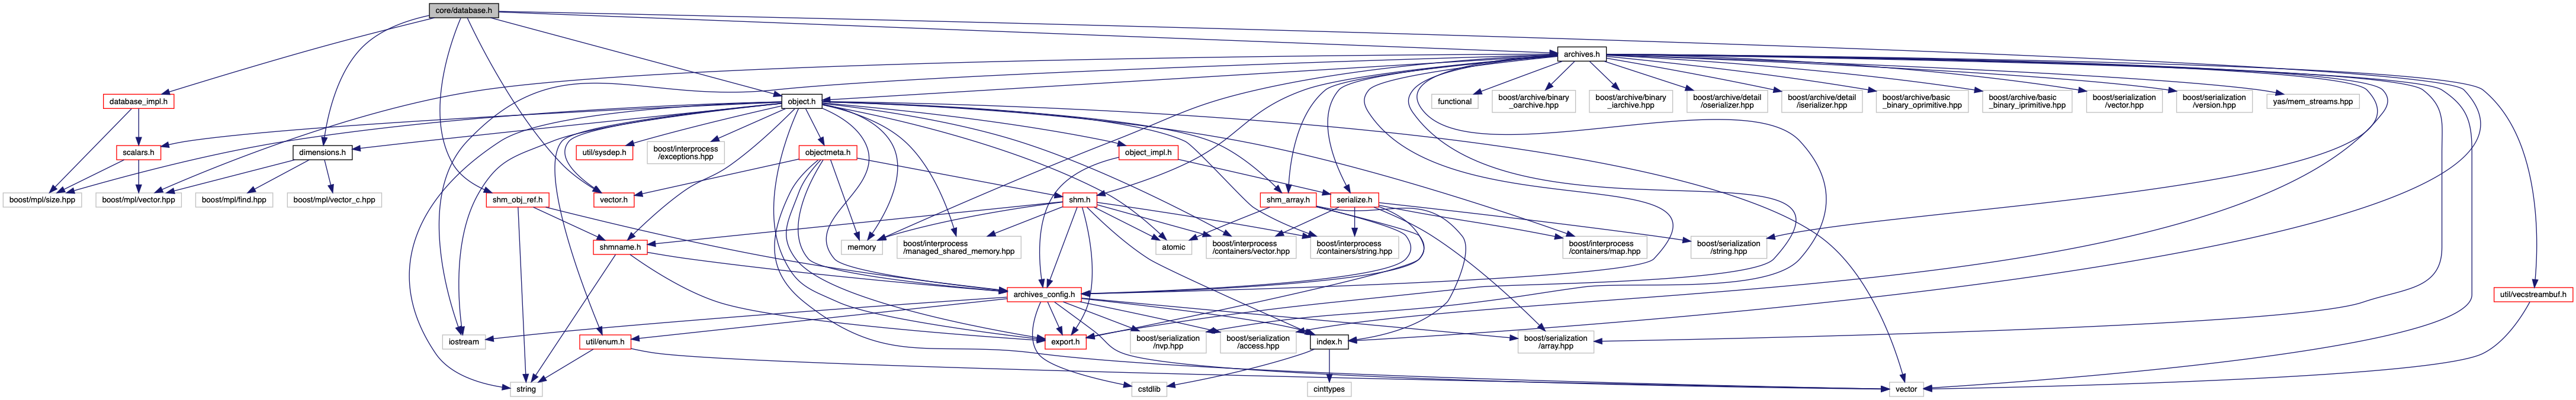 core/database.h
archives.h
database_impl.h
object.h
functional
boost/archive/binary
_oarchive.hpp
boost/archive/binary
_iarchive.hpp
boost/archive/detail
/oserializer.hpp
boost/archive/detail
/iserializer.hpp
boost/archive/basic
_binary_oprimitive.hpp
boost/archive/basic
_binary_iprimitive.hpp
boost/serialization
/vector.hpp
boost/serialization
/version.hpp
yas/mem_streams.hpp
scalars.h
dimensions.h
util/sysdep.h
boost/interprocess
/exceptions.hpp
objectmeta.h
object_impl.h
boost/mpl/size.hpp
boost/mpl/vector.hpp
boost/mpl/find.hpp
boost/mpl/vector_c.hpp
shm_obj_ref.h
vector.h
shm.h
shm_array.h
serialize.h
shmname.h
memory
boost/interprocess
/managed_shared_memory.hpp
atomic
boost/interprocess
/containers/vector.hpp
boost/interprocess
/containers/string.hpp
boost/interprocess
/containers/map.hpp
boost/serialization
/string.hpp
archives_config.h
util/vecstreambuf.h
iostream
util/enum.h
export.h
boost/serialization
/nvp.hpp
boost/serialization
/access.hpp
index.h
boost/serialization
/array.hpp
string
cstdlib
cinttypes
vector